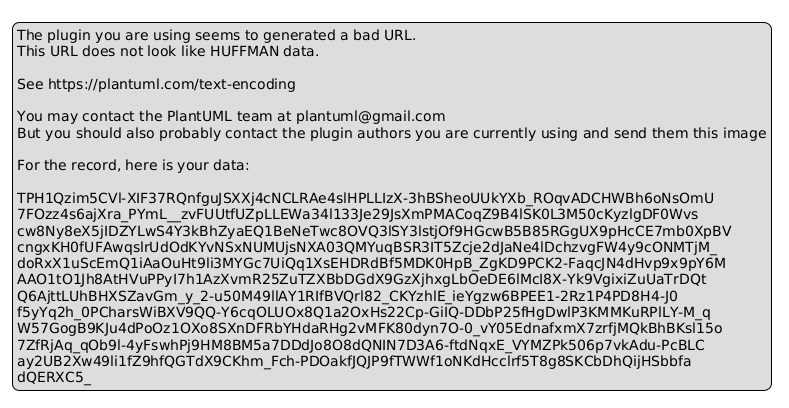 The plugin you are using seems to generated a bad URL.
This URL does not look like HUFFMAN data.
See https://plantuml.com/text-encoding
You may contact the PlantUML team at plantuml@gmail.com
But you should also probably contact the plugin authors you are currently using and send them this image
For the record, here is your data:
TPH1Qzim5CVl-XIF37RQnfguJSXXj4cNCLRAe4slHPLLIzX-3hBSheoUUkYXb_ROqvADCHWBh6oNsOmU
7FOzz4s6ajXra_PYmL__zvFUUtfUZpLLEWa34l133Je29JsXmPMACoqZ9B4lSK0L3M50cKyzlgDF0Wvs
cw8Ny8eX5jIDZYLwS4Y3kBhZyaEQ1BeNeTwc8OVQ3lSY3lstjOf9HGcwB5B85RGgUX9pHcCE7mb0XpBV
cngxKH0fUFAwqslrUdOdKYvNSxNUMUjsNXA03QMYuqBSR3IT5Zcje2dJaNe4lDchzvgFW4y9cONMTjM_
doRxX1uScEmQ1iAaOuHt9li3MYGc7UiQq1XsEHDRdBf5MDK0HpB_ZgKD9PCK2-FaqcJN4dHvp9x9pY6M
AAO1tO1Jh8AtHVuPPyI7h1AzXvmR25ZuTZXBbDGdX9GzXjhxgLbOeDE6lMcI8X-Yk9VgixiZuUaTrDQt
Q6AjttLUhBHXSZavGm_y_2-u50M49llAY1RIfBVQrl82_CKYzhlE_ieYgzw6BPEE1-2Rz1P4PD8H4-J0
f5yYq2h_0PCharsWiBXV9QQ-Y6cqOLUOx8Q1a2OxHs22Cp-GilQ-DDbP25fHgDwlP3KMMKuRPlLY-M_q
W57GogB9KJu4dPoOz1OXo8SXnDFRbYHdaRHg2vMFK80dyn7O-0_vY05EdnafxmX7zrfjMQkBhBKsl15o
7ZfRjAq_qOb9l-4yFswhPj9HM8BM5a7DDdJo8O8dQNIN7D3A6-ftdNqxE_VYMZPk506p7vkAdu-PcBLC
ay2UB2Xw49li1fZ9hfQGTdX9CKhm_Fch-PDOakfJQJP9fTWWf1oNKdHcclrf5T8g8SKCbDhQijHSbbfa
dQERXC5_